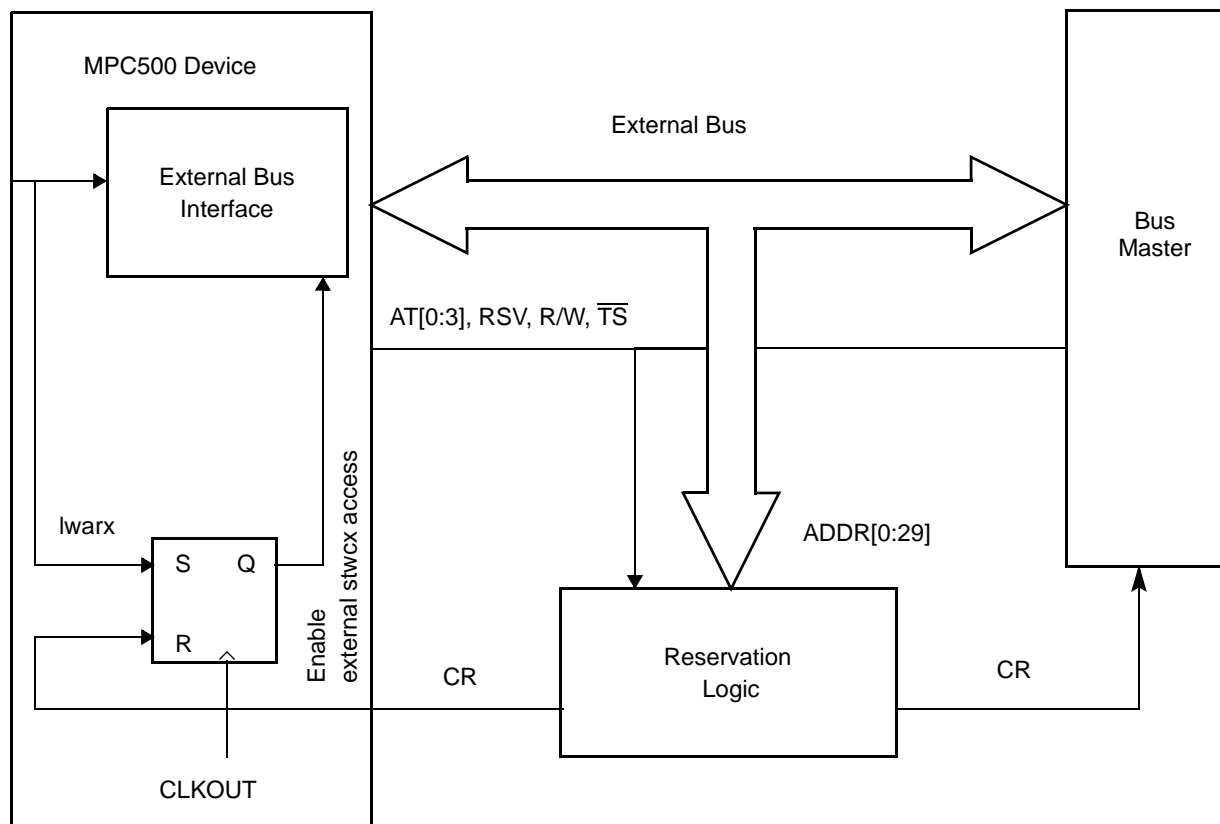 MPC500 Device
External Bus
Interface
External Bus
Bus
Master
AT[0:3], RSV, R/W, T̅S̅
lwarx
S Q
R
Enable
external stwcx access
ADDR[0:29]
Reservation
Logic
CR
CR
CLKOUT